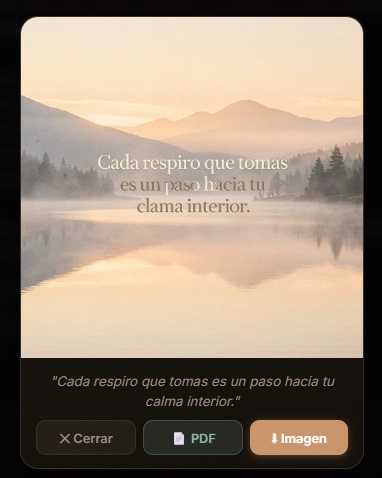 Cada respiro que tomas
es un paso hacia tu
clama interior.
"Cada respiro que tomas es un paso hacia tu
calma interior."
Cerrar
PDF
Imagen